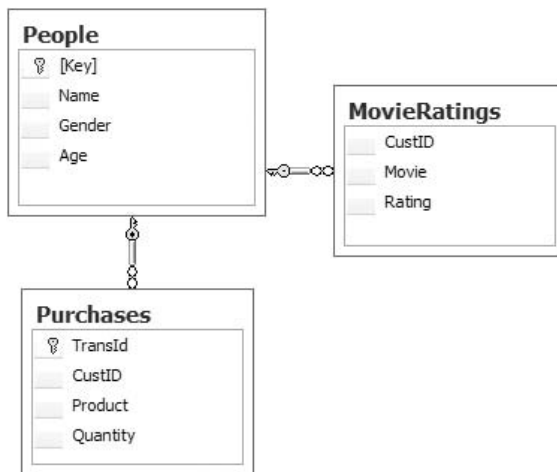 People
[Key]
Name
Gender
Age
MovieRatings
CustID
Movie
Rating
Purchases
TransId
CustID
Product
Quantity